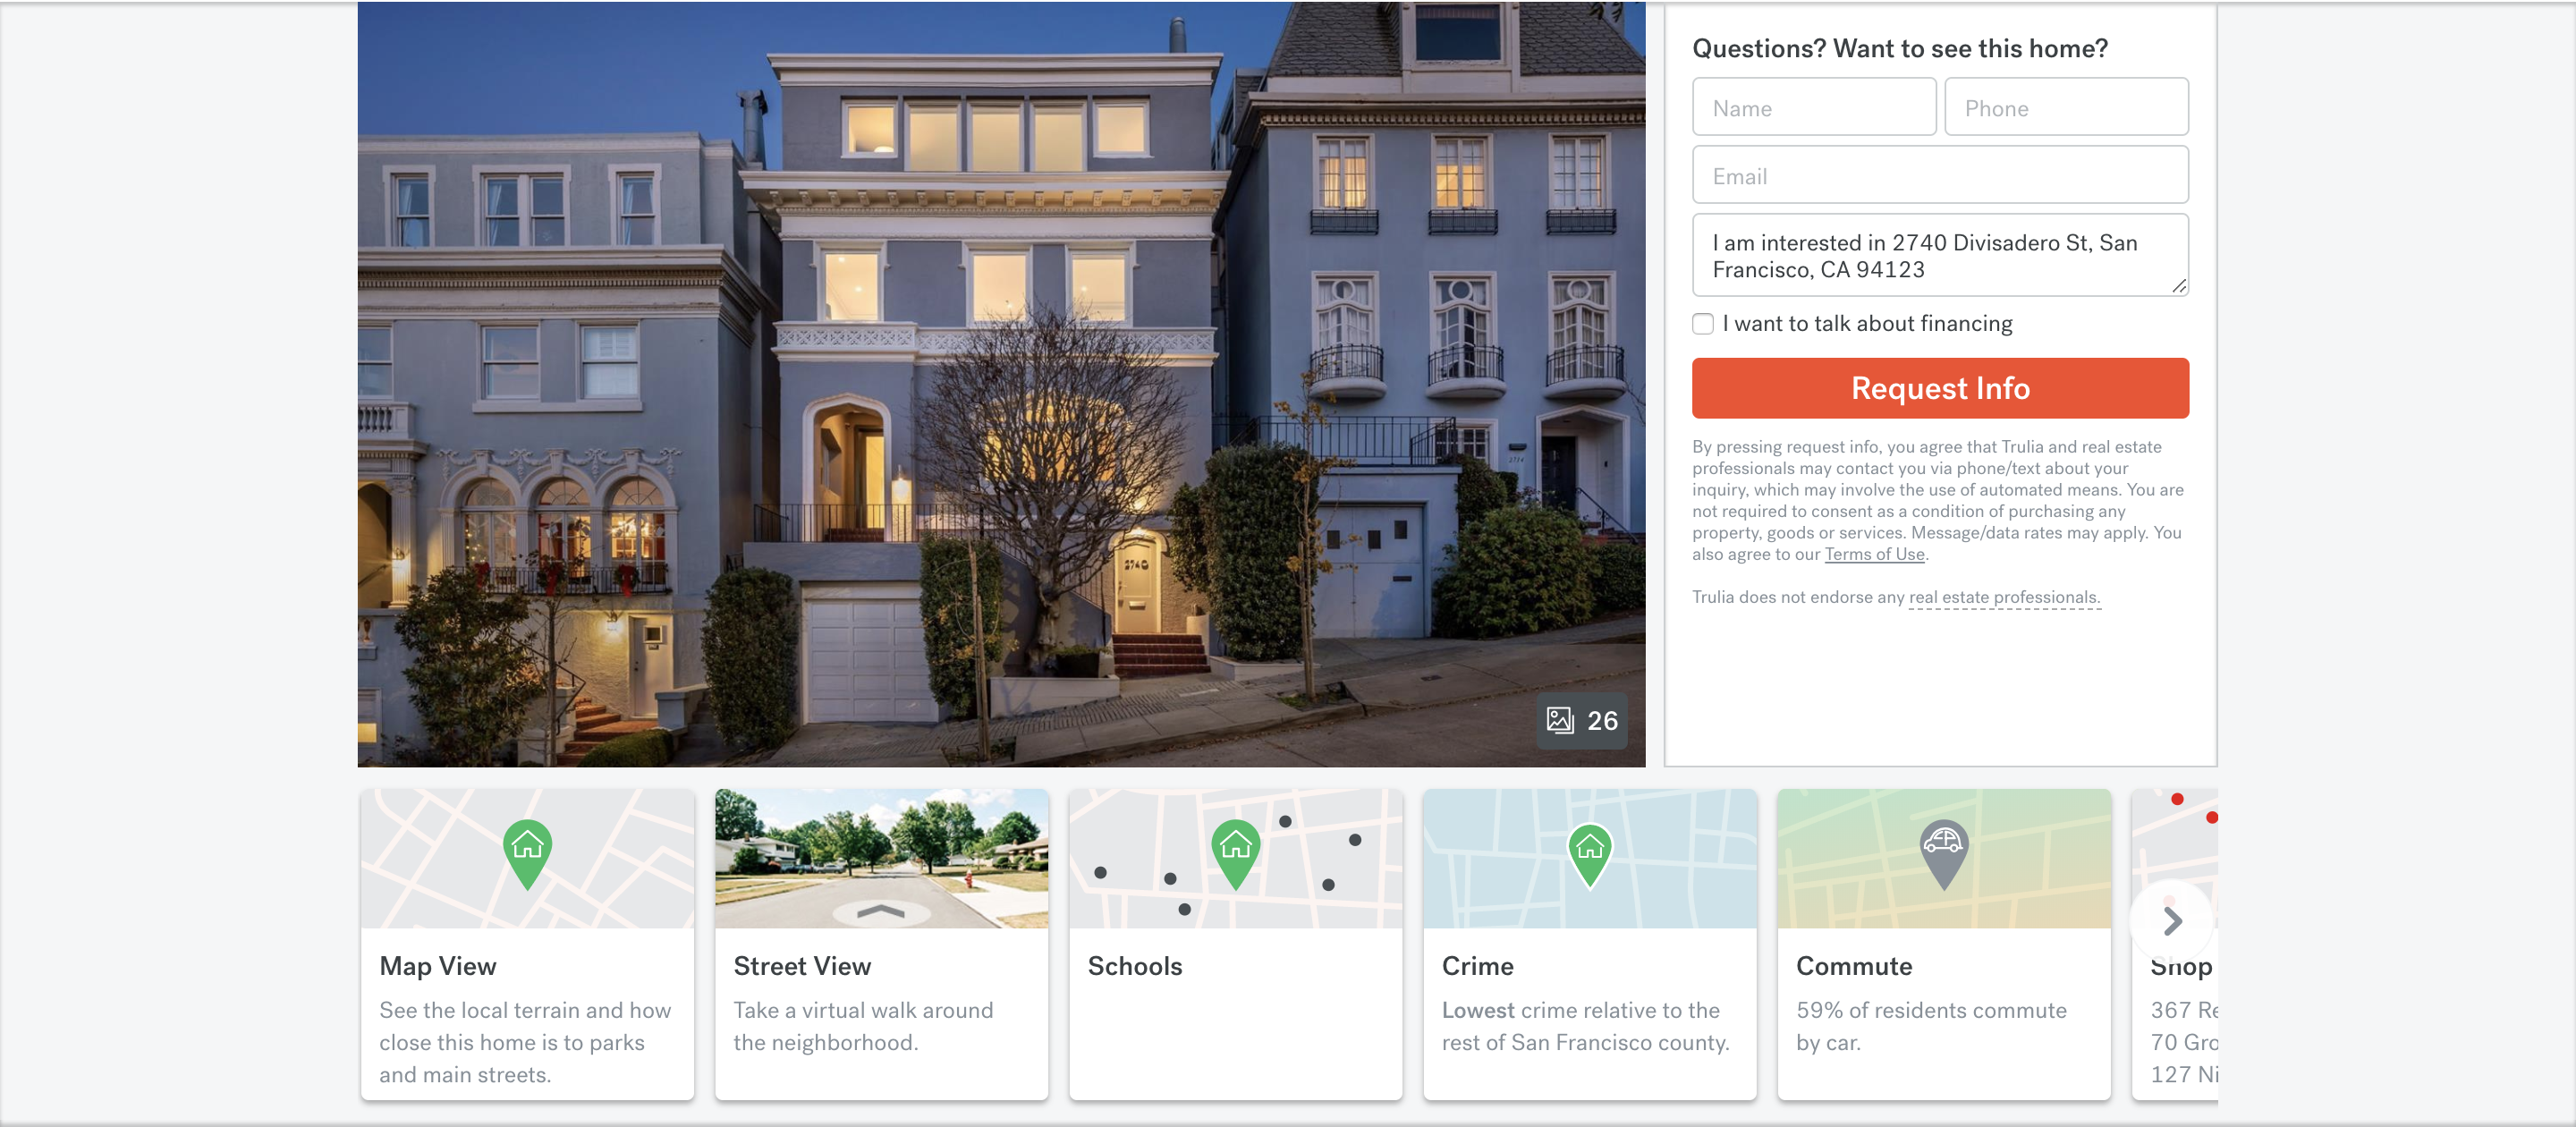 Questions? Want to see this home?
Name
Phone
Email
I am interested in 2740 Divisadero St, San
Francisco, CA 94123
I want to talk about financing
Request Info
By pressing request info, you agree that Trulia and real estate
professionals may contact you via phone/text about your
inquiry, which may involve the use of automated means. You are
not required to consent as a condition of purchasing any
property, goods or services. Message/data rates may apply. You
also agree to our Terms of Use.
Trulia does not endorse any real estate professionals.
2740
26
Map View
See the local terrain and how
close this home is to parks
and main streets.
Street View
Take a virtual walk around
the neighborhood.
Schools
Crime
Lowest crime relative to the
rest of San Francisco county.
Commute
59% of residents commute
by car.
Shop
367 Re
70 Gro
127 Ni